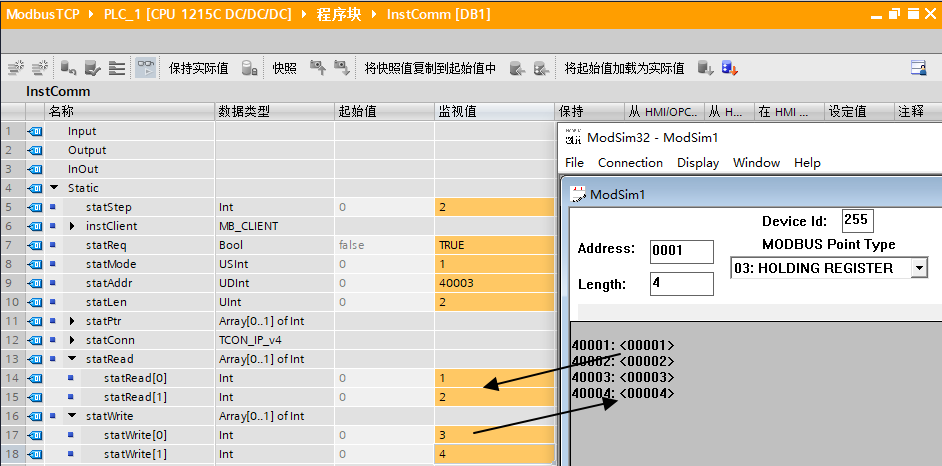 ModbusTCP ▸ PLC_1 [CPU 1215C DC/DC/DC] ▸ 程序块 ▸ InstComm [DB1]
保持实际值 快照 将快照值复制到起始值中 将起始值加载为实际值
InstComm
名称 数据类型 起始值 监视值 保持 从 HMI/OPC... 从 H... 在 HMI ... 设定值 注释
1 Input
2 Output
3 InOut
4 Static
5 statStep Int 0 2
6 instClient MB_CLIENT
7 statReq Bool false TRUE
8 statMode USInt 0 1
9 statAddr UDInt 0 40003
10 statLen UInt 0 2
11 statPtr Array[0..1] of Int
12 statConn TCON_IP_v4
13 statRead Array[0..1] of Int
14 statRead[0] Int 0 1
15 statRead[1] Int 0 2
16 statWrite Array[0..1] of Int
17 statWrite[0] Int 0 3
18 statWrite[1] Int 0 4
ModSim32 - ModSim1
File Connection Display Window Help
ModSim1
Device Id: 255
Address: 0001
MODBUS Point Type
03: HOLDING REGISTER
Length: 4
40001: <00001>
40002: <00002>
40003: <00003>
40004: <00004>